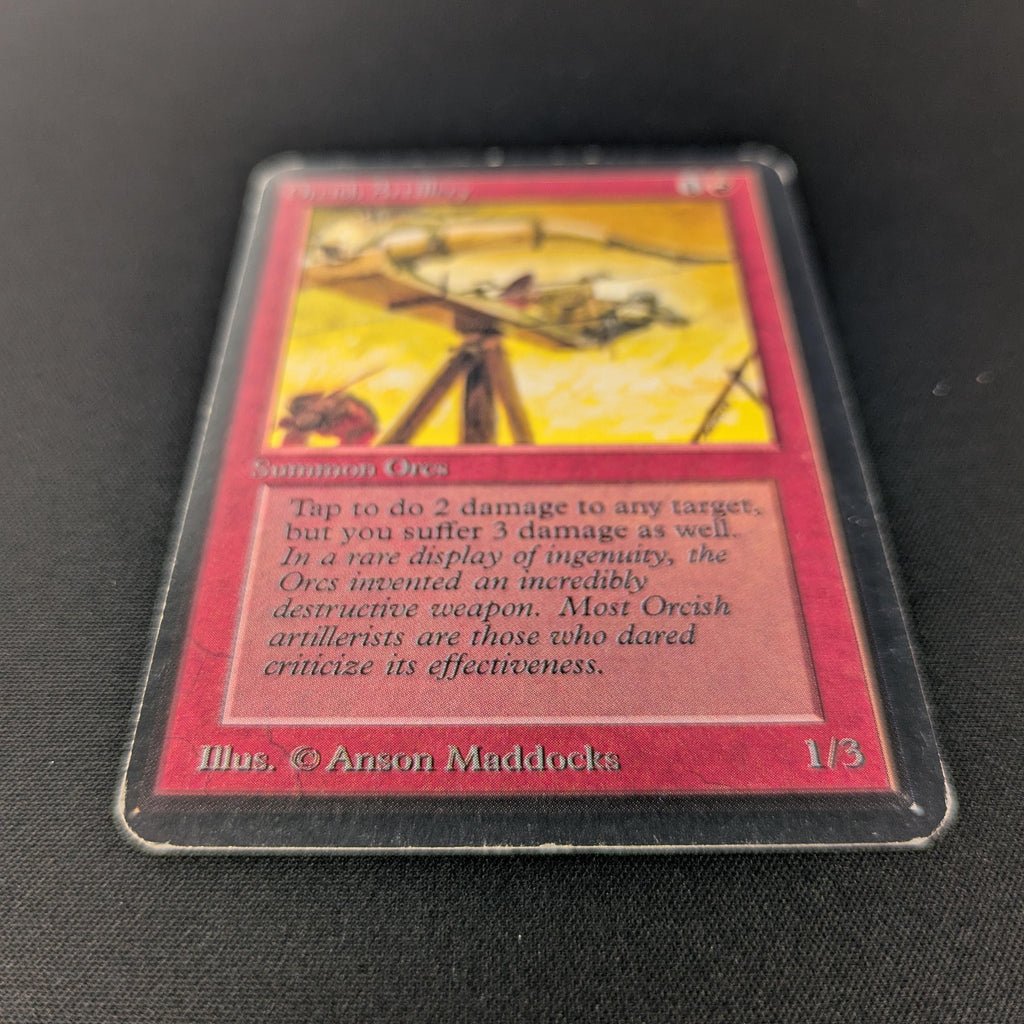 Orcish Artillery
Summon Orcs
Tap to do 2 damage to any target,
but you suffer 3 damage as well.
In a rare display of ingenuity, the
Orcs invented an incredibly
destructive weapon. Most Orcish
artillerists are those who dared
criticize its effectiveness.
Illus. © Anson Maddocks 1/3